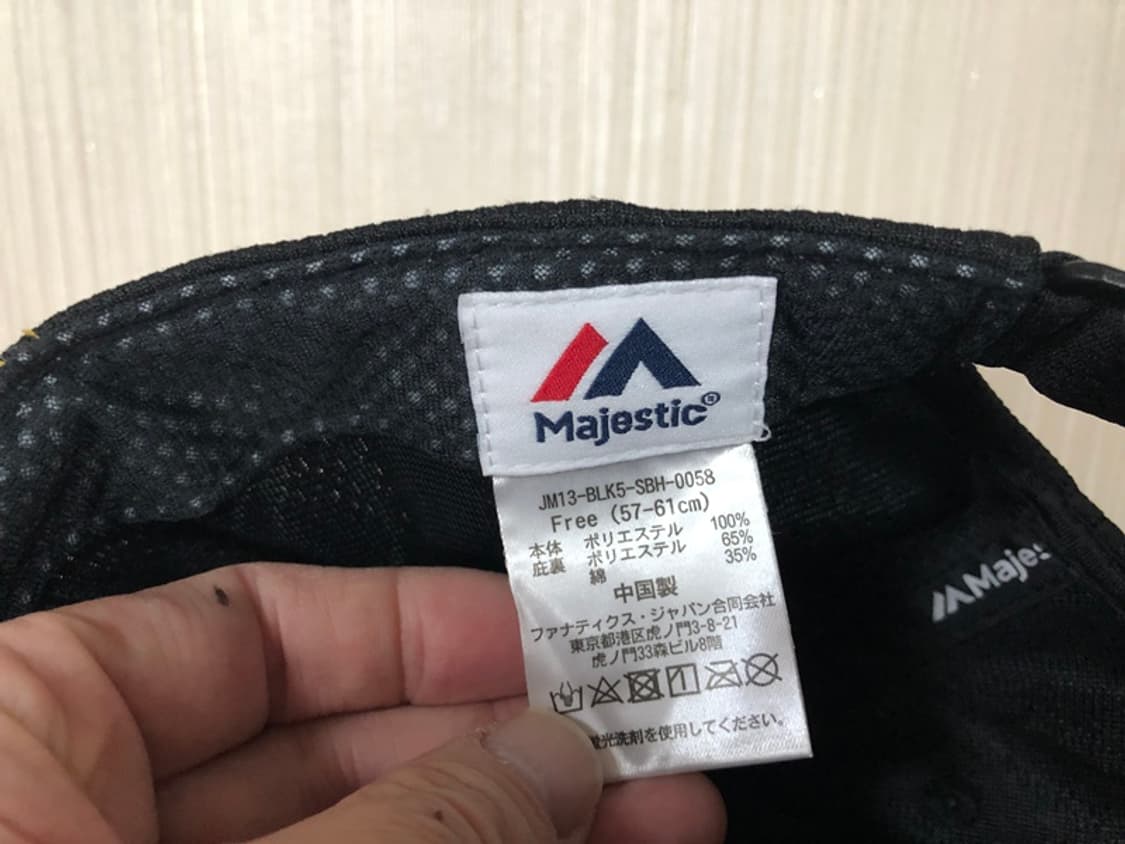 Majestic®
JM13-BLK5-SBH-0058
Free (57-61cm)
本体 ポリエステル 100%
庇裏 ポリエステル 65%
綿 35%
中国製
ファナティクス・ジャパン合同会社
東京都港区虎ノ門3-8-21
虎ノ門33森ビル8階
光洗剤を使用してください。
Majes